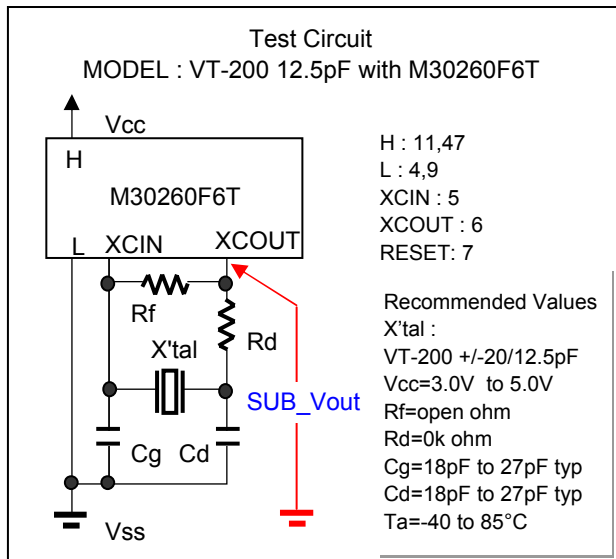 Test Circuit
MODEL : VT-200 12.5pF with M30260F6T
Vcc
H
M30260F6T
L XCIN XCOUT
Rf
Rd
X'tal
SUB_Vout
Cg Cd
Vss
H : 11,47
L : 4,9
XCIN : 5
XCOUT : 6
RESET: 7
Recommended Values
X'tal :
VT-200 +/-20/12.5pF
Vcc=3.0V to 5.0V
Rf=open ohm
Rd=0k ohm
Cg=18pF to 27pF typ
Cd=18pF to 27pF typ
Ta=-40 to 85°C